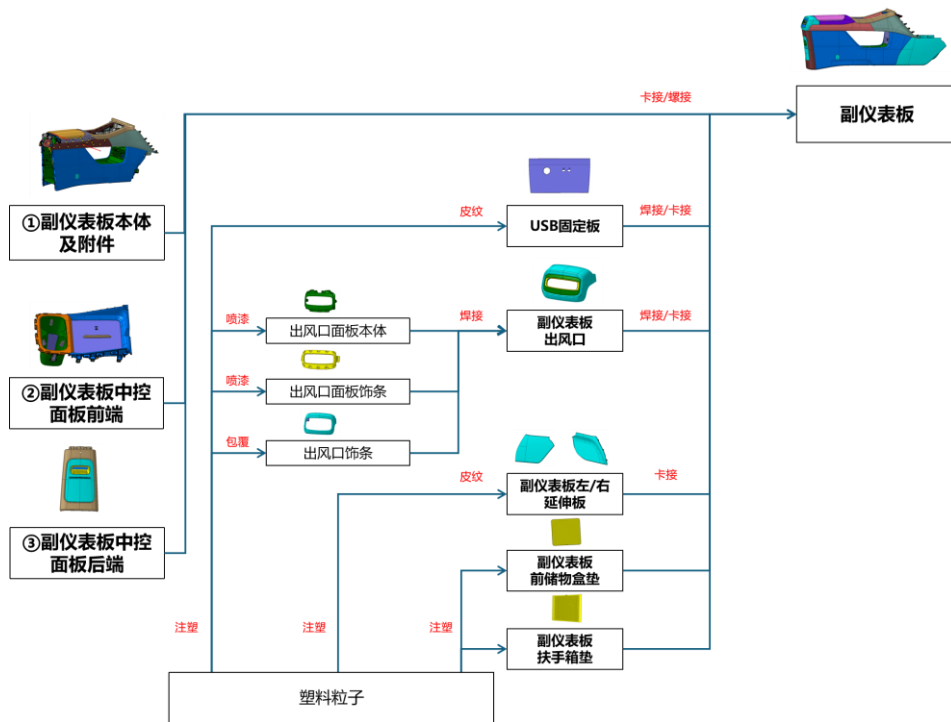 卡接/螺接
副仪表板
①副仪表板本体
及附件
皮纹
USB固定板
焊接/卡接
喷漆
出风口面板本体
焊接
副仪表板
出风口
焊接/卡接
②副仪表板中控
面板前端
喷漆
出风口面板饰条
包覆
出风口饰条
③副仪表板中控
面板后端
皮纹
副仪表板左/右
延伸板
卡接
副仪表板
前储物盒垫
注塑
注塑
注塑
副仪表板
扶手箱垫
塑料粒子